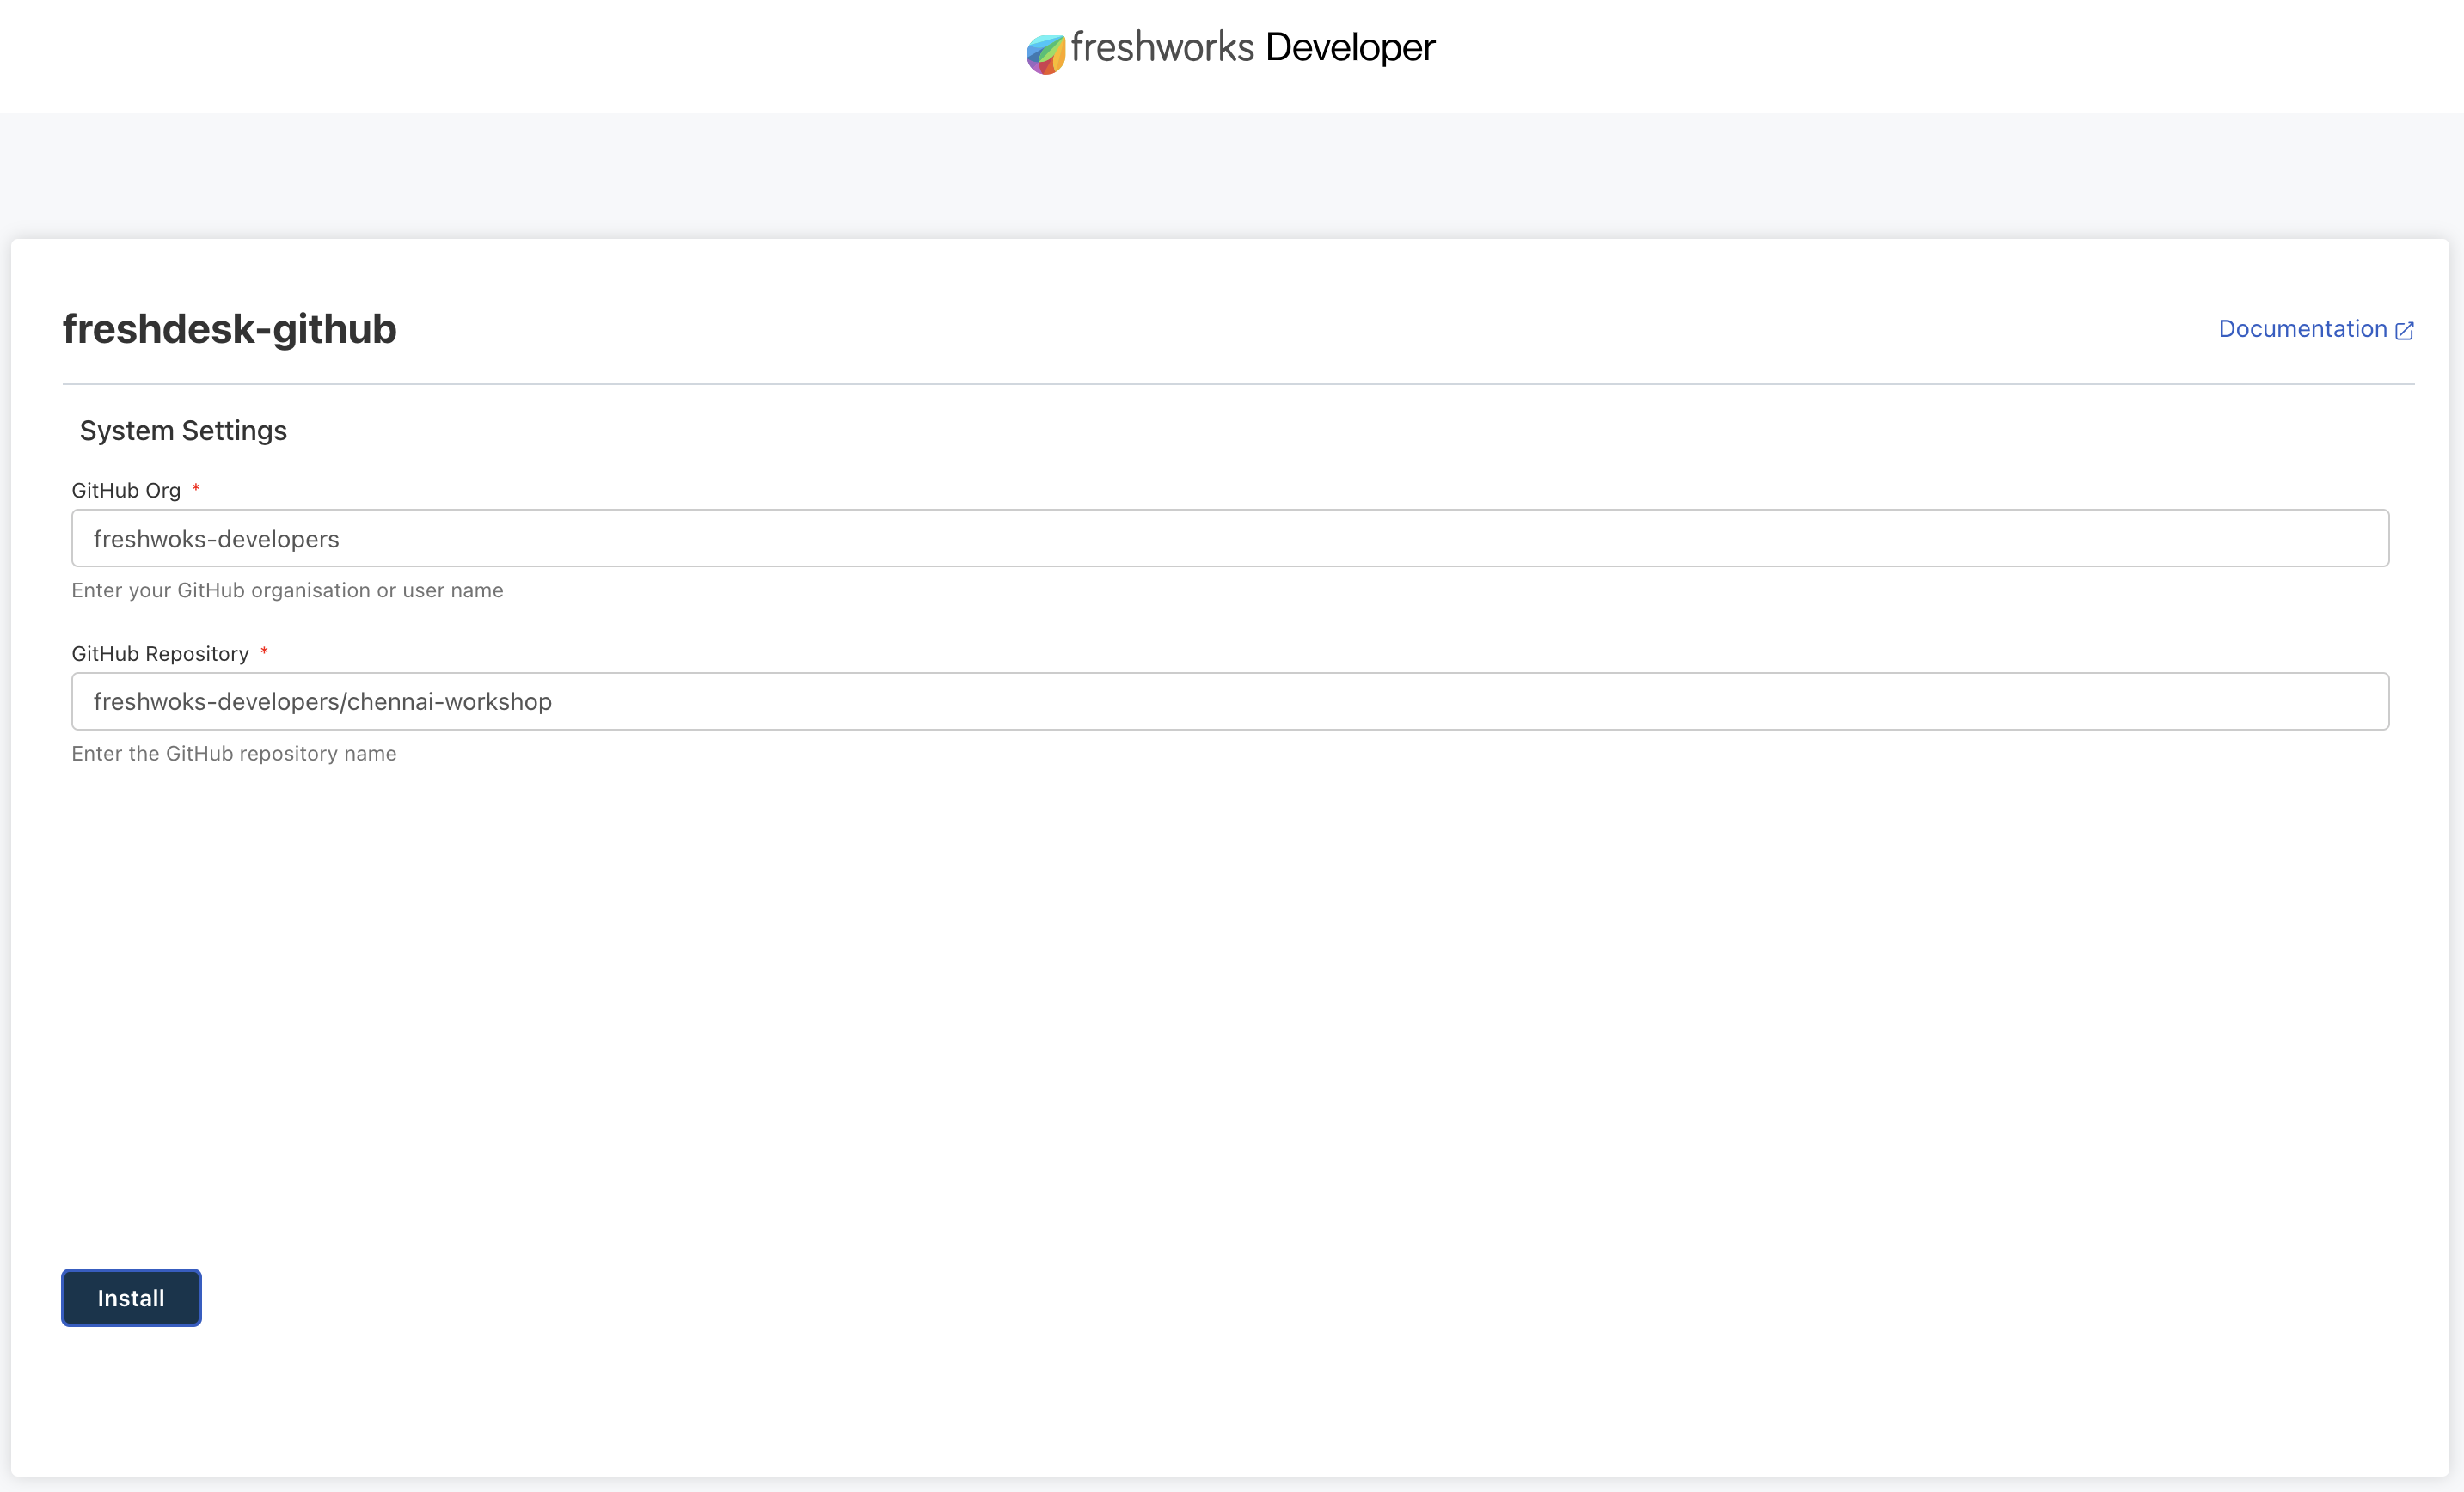 freshworks Developer
freshdesk-github
Documentation
System Settings
GitHub Org *
freshwoks-developers
Enter your GitHub organisation or user name
GitHub Repository *
freshwoks-developers/chennai-workshop
Enter the GitHub repository name
Install